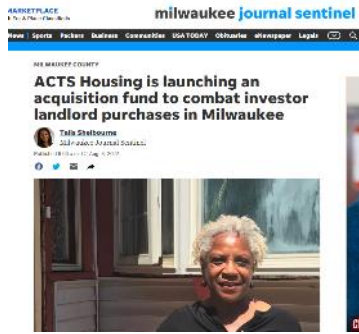 MARKETPLACE
milwaukee journal sentinel
News Sports Packers Business Communities USA TODAY Obituaries eNewspaper Legals
MILWAUKEE COUNTY
ACTS Housing is launching an
acquisition fund to combat investor
landlord purchases in Milwaukee
Talis Shelbourne
Milwaukee Journal Sentinel